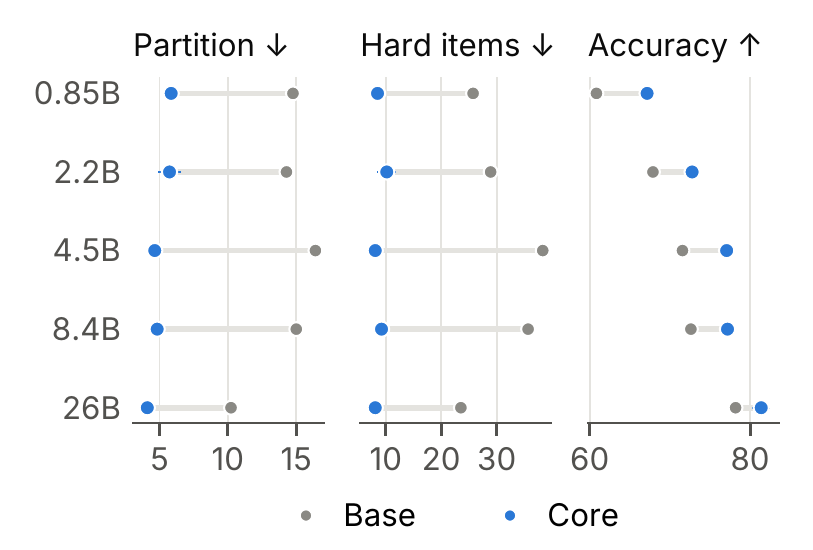 Partition ↓ Hard items ↓ Accuracy ↑
0.85B
2.2B
4.5B
8.4B
26B
5 10 15 10 20 30 60 80
Base Core